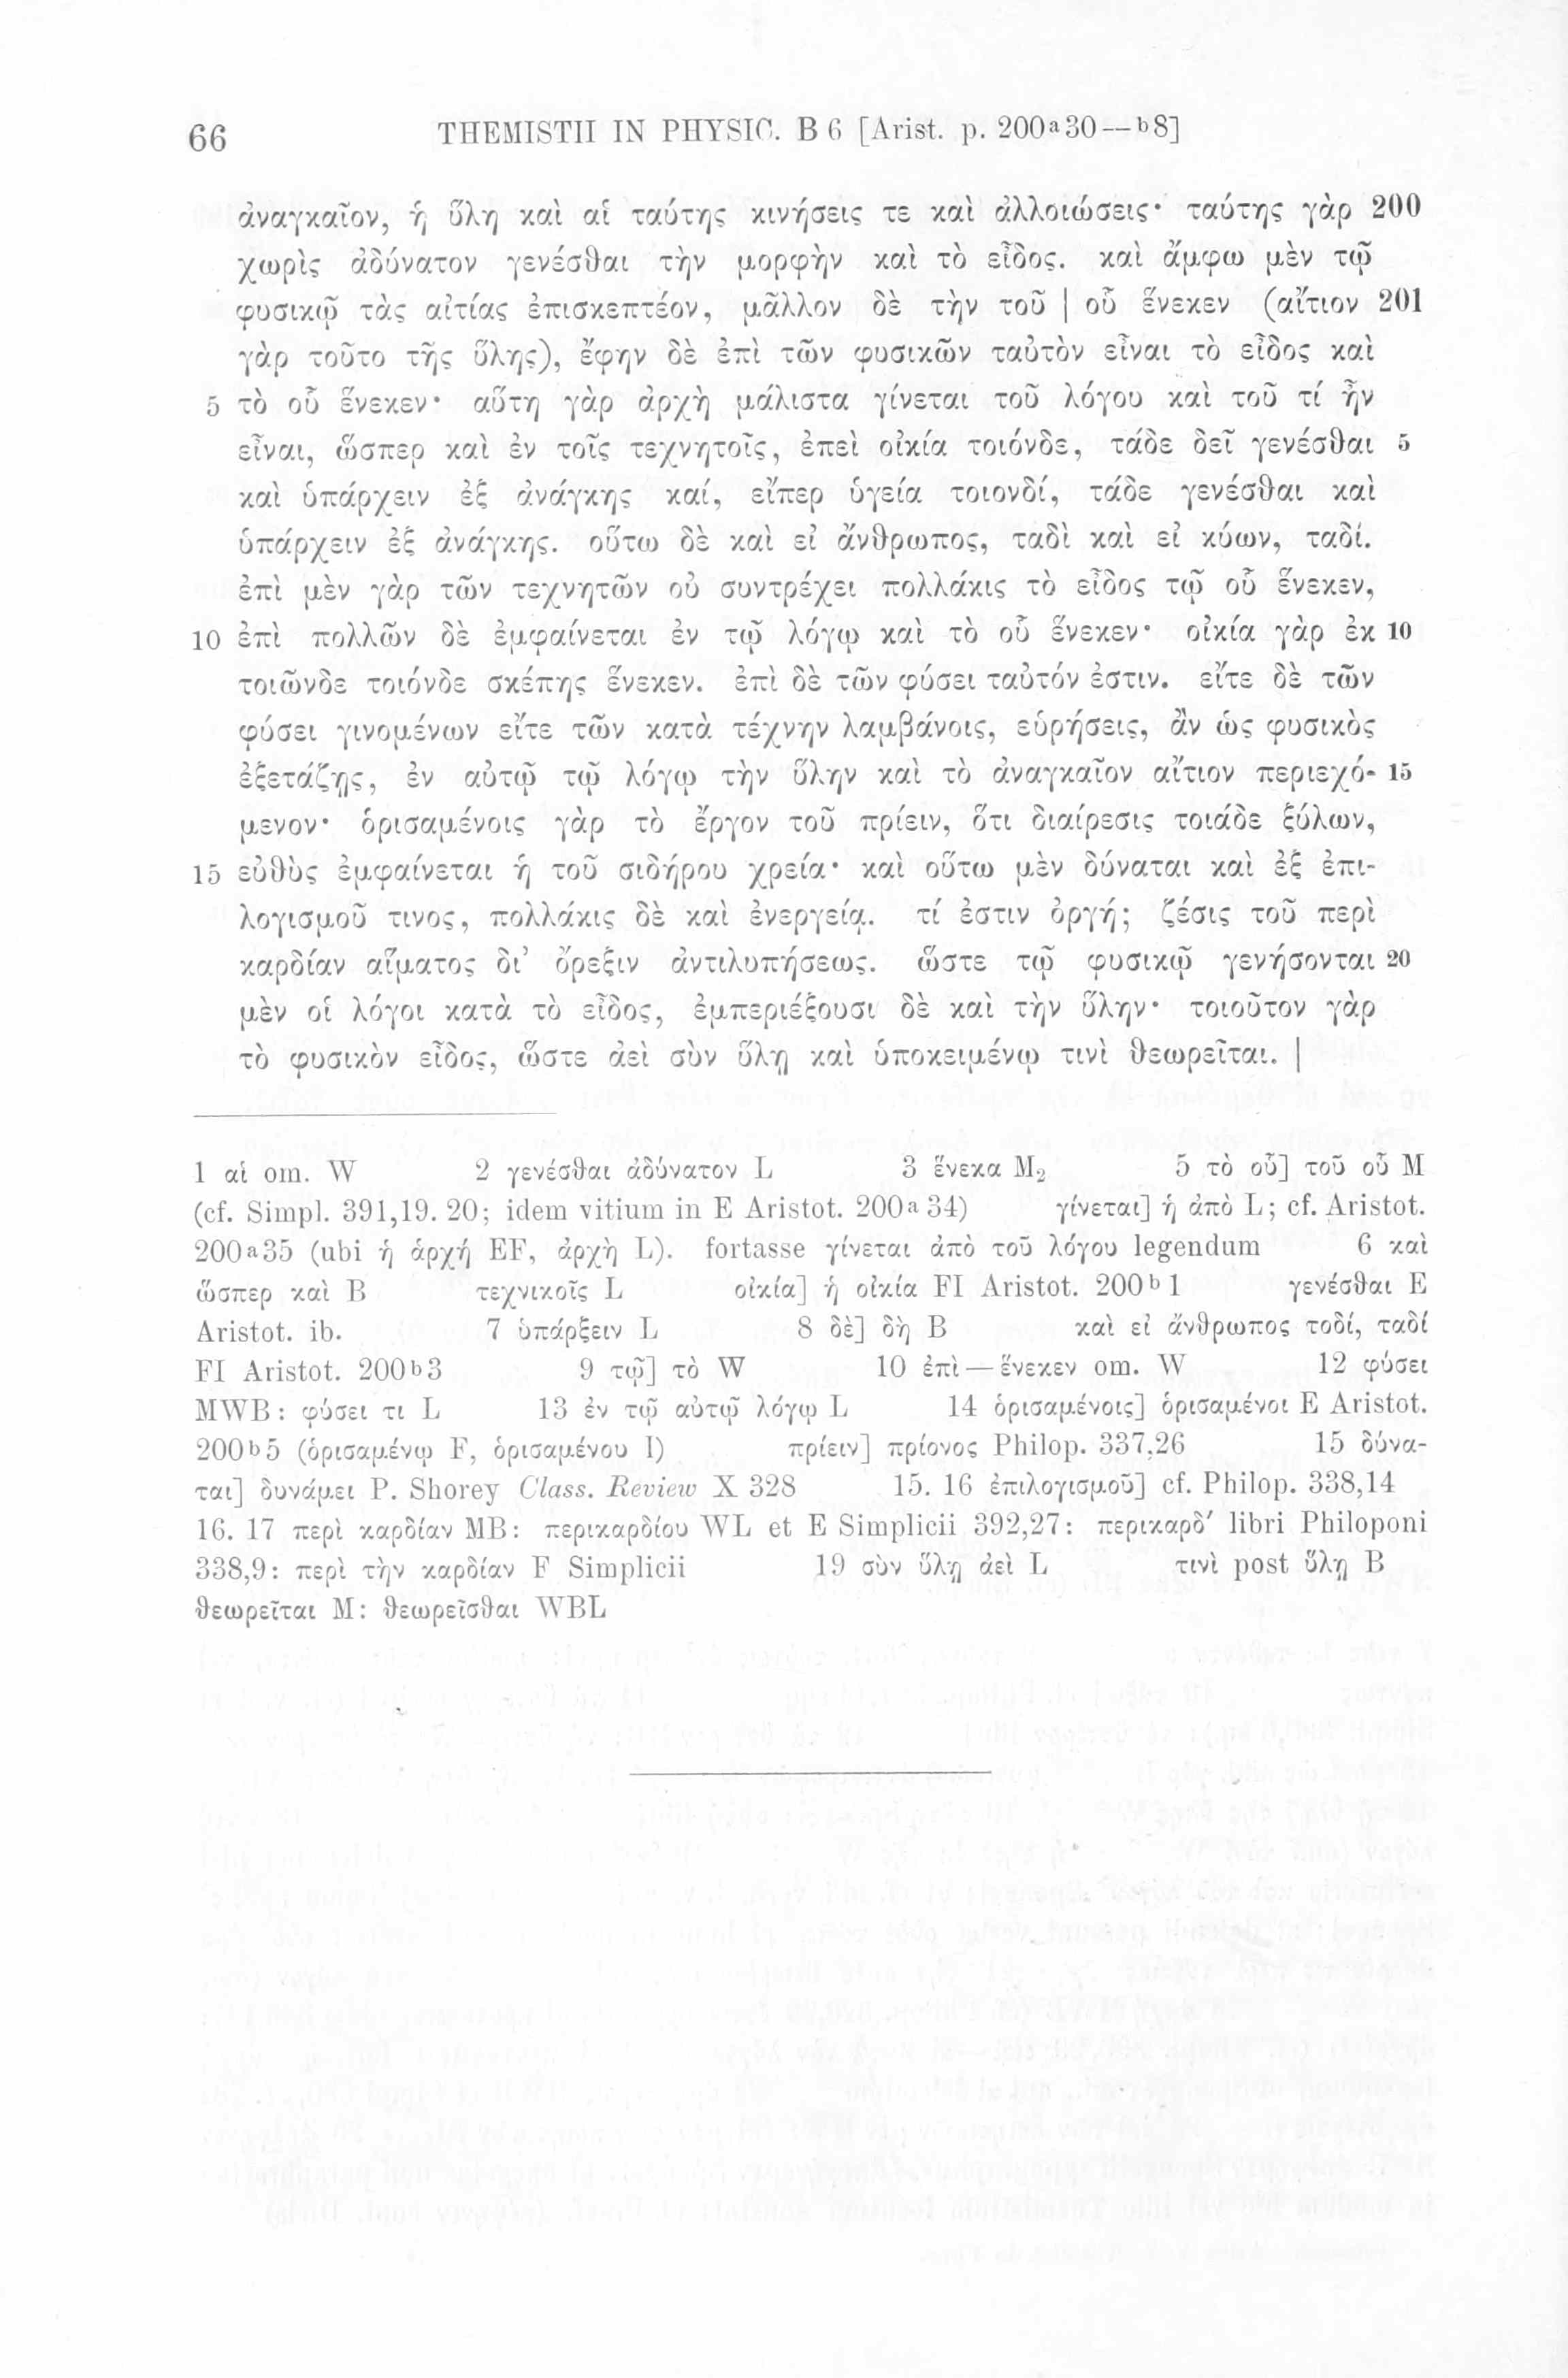 66 THEMISTII IN PHYSIC. B 6 [Arist. p. 200a30—b8]
ἀναγκαῖον, ἡ ὕλη καὶ αἱ ταύτης κινήσεις τε καὶ ἀλλοιώσεις· ταύτης γὰρ 200
χωρὶς ἀδύνατον γενέσθαι τὴν μορφὴν καὶ τὸ εἶδος. καὶ ἄμφω μὲν τῷ
φυσικῷ τὰς αἰτίας ἐπισκεπτέον, μᾶλλον δὲ τὴν τοῦ | οὗ ἕνεκεν (αἴτιον 201
γὰρ τοῦτο τῆς ὕλης), ἔφην δὲ ἐπὶ τῶν φυσικῶν ταὐτὸν εἶναι τὸ εἶδος καὶ
5 τὸ οὗ ἕνεκεν· αὕτη γὰρ ἀρχὴ μάλιστα γίνεται τοῦ λόγου καὶ τοῦ τί ἦν
εἶναι, ὥσπερ καὶ ἐν τοῖς τεχνητοῖς, ἐπεὶ οἰκία τοιόνδε, τάδε δεῖ γενέσθαι 5
καὶ ὑπάρχειν ἐξ ἀνάγκης καί, εἴπερ ὑγεία τοιονδί, τάδε γενέσθαι καὶ
ὑπάρχειν ἐξ ἀνάγκης. οὕτω δὲ καὶ εἰ ἄνθρωπος, ταδὶ καὶ εἰ κύων, ταδί.
ἐπὶ μὲν γὰρ τῶν τεχνητῶν οὐ συντρέχει πολλάκις τὸ εἶδος τῷ οὗ ἕνεκεν,
10 ἐπὶ πολλῶν δὲ ἐμφαίνεται ἐν τῷ λόγῳ καὶ τὸ οὗ ἕνεκεν· οἰκία γὰρ ἐκ 10
τοιῶνδε τοιόνδε σκέπης ἕνεκεν. ἐπὶ δὲ τῶν φύσει ταὐτόν ἐστιν. εἴτε δὲ τῶν
φύσει γινομένων εἴτε τῶν κατὰ τέχνην λαμβάνοις, εὑρήσεις, ἂν ὡς φυσικὸς
ἐξετάζῃς, ἐν αὐτῷ τῷ λόγῳ τὴν ὕλην καὶ τὸ ἀναγκαῖον αἴτιον περιεχό- 15
μενον· ὁρισαμένοις γὰρ τὸ ἔργον τοῦ πρίειν, ὅτι διαίρεσις τοιάδε ξύλων,
15 εὐθὺς ἐμφαίνεται ἡ τοῦ σιδήρου χρεία· καὶ οὕτω μὲν δύναται καὶ ἐξ ἐπι-
λογισμοῦ τινος, πολλάκις δὲ καὶ ἐνεργείᾳ. τί ἐστιν ὀργή; ζέσις τοῦ περὶ
καρδίαν αἵματος δι’ ὄρεξιν ἀντιλυπήσεως. ὥστε τῷ φυσικῷ γενήσονται 20
μὲν οἱ λόγοι κατὰ τὸ εἶδος, ἐμπεριέξουσι δὲ καὶ τὴν ὕλην· τοιοῦτον γὰρ
τὸ φυσικὸν εἶδος, ὥστε ἀεὶ σὺν ὕλῃ καὶ ὑποκειμένῳ τινὶ θεωρεῖται. |
1 αἱ om. W 2 γενέσθαι ἀδύνατον L 3 ἕνεκα M₂ 5 τὸ οὗ] τοῦ οὗ M
(cf. Simpl. 391,19. 20; idem vitium in E Aristot. 200a 34) γίνεται] ἡ ἀπὸ L; cf. Aristot.
200a35 (ubi ἡ ἀρχή EF, ἀρχὴ L). fortasse γίνεται ἀπὸ τοῦ λόγου legendum 6 καὶ
ὥσπερ καὶ B τεχνικοῖς L οἰκία] ἡ οἰκία FI Aristot. 200b 1 γενέσθαι E
Aristot. ib. 7 ὑπάρξειν L 8 δὲ] δὴ B καὶ εἰ ἄνθρωπος τοδί, ταδί
FI Aristot. 200b3 9 τῷ] τὸ W 10 ἐπὶ—ἕνεκεν om. W 12 φύσει
MWB: φύσει τι L 13 ἐν τῷ αὐτῷ λόγῳ L 14 ὁρισαμένοις] ὁρισαμένοι E Aristot.
200b5 (ὁρισαμένῳ F, ὁρισαμένου I) πρίειν] πρίονος Philop. 337,26 15 δύνα-
ται] δυνάμει P. Shorey Class. Review X 328 15. 16 ἐπιλογισμοῦ] cf. Philop. 338,14
16. 17 περὶ καρδίαν MB: περικαρδίου WL et E Simplicii 392,27: περικαρδ′ libri Philoponi
338,9: περὶ τὴν καρδίαν F Simplicii 19 σὺν ὕλῃ ἀεὶ L τινὶ post ὕλῃ B
θεωρεῖται M: θεωρεῖσθαι WBL